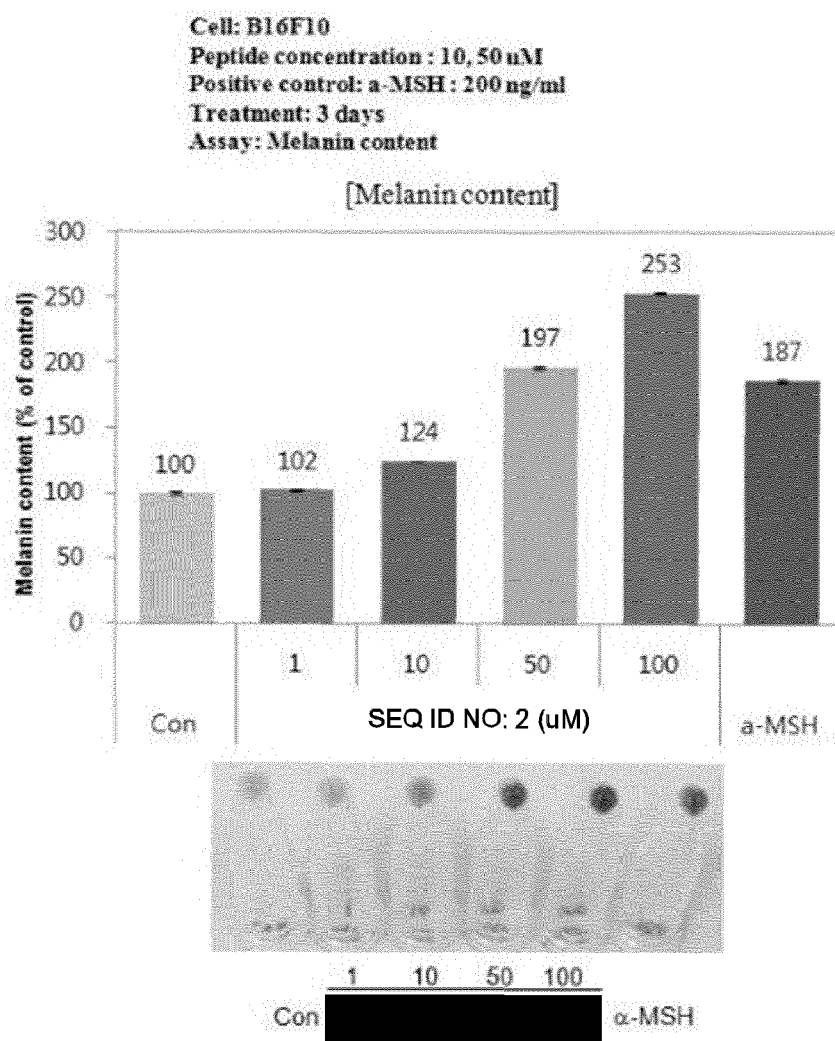 Cell: B16F10
Peptide concentration : 10, 50 uM
Positive control: a-MSH : 200 ng/ml
Treatment: 3 days
Assay: Melanin content
[Melanin content]
Melanin content (% of control)
300
250
200
150
100
50
0
100
102
124
197
253
187
1 10 50 100
Con SEQ ID NO: 2 (uM) a-MSH
1 10 50 100
Con α-MSH